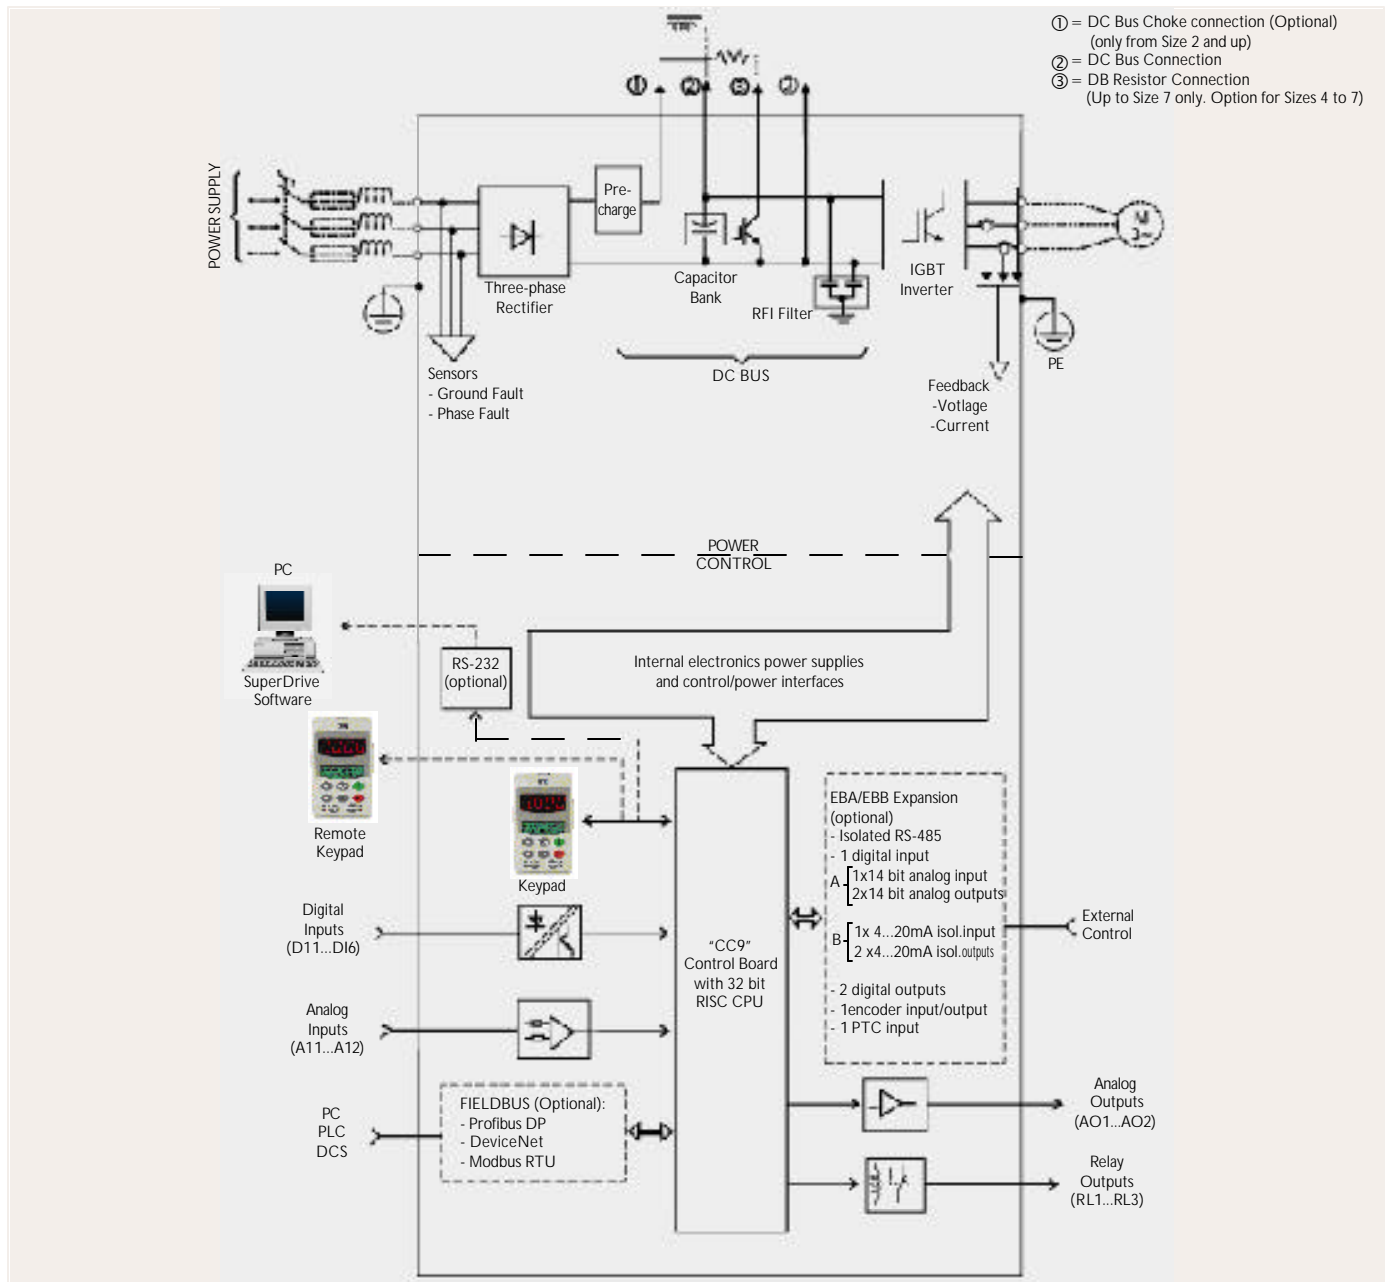 ① = DC Bus Choke connection (Optional)
(only from Size 2 and up)
② = DC Bus Connection
③ = DB Resistor Connection
(Up to Size 7 only. Option for Sizes 4 to 7)
① ② ③ ②
POWER SUPPLY
Pre-
charge
M
3~
Three-phase
Rectifier
Capacitor
Bank
RFI Filter
IGBT
Inverter
PE
DC BUS
Sensors
- Ground Fault
- Phase Fault
Feedback
-Votlage
-Current
POWER
CONTROL
PC
SuperDrive
Software
RS-232
(optional)
Internal electronics power supplies
and control/power interfaces
Remote
Keypad
Keypad
EBA/EBB Expansion
(optional)
- Isolated RS-485
- 1 digital input
A
1x14 bit analog input
2x14 bit analog outputs
B
1x 4...20mA isol.input
2 x4...20mA isol.outputs
- 2 digital outputs
- 1encoder input/output
- 1 PTC input
Digital
Inputs
(D11...DI6)
"CC9"
Control Board
with 32 bit
RISC CPU
External
Control
Analog
Inputs
(A11...A12)
PC
PLC
DCS
FIELDBUS (Optional):
- Profibus DP
- DeviceNet
- Modbus RTU
Analog
Outputs
(AO1...AO2)
Relay
Outputs
(RL1...RL3)